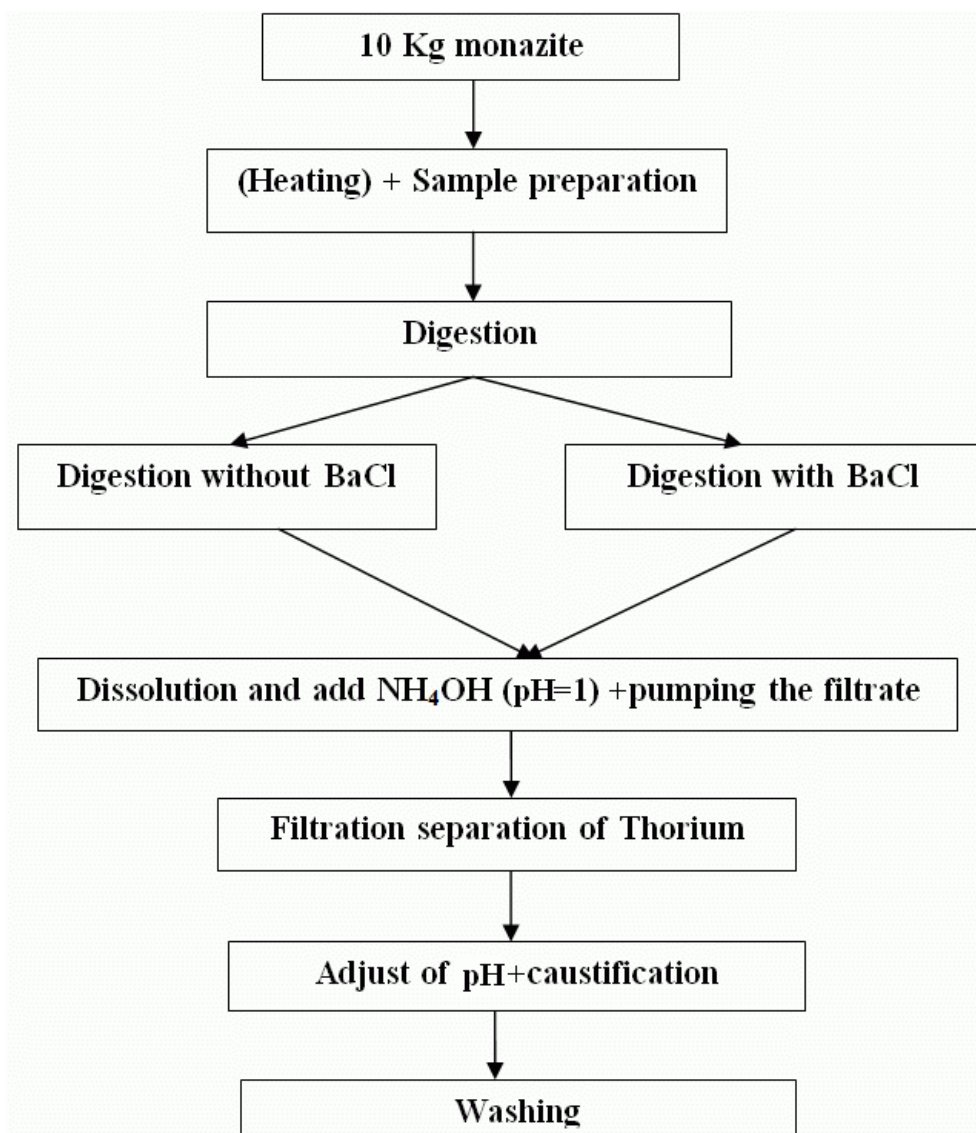 10 Kg monazite
(Heating) + Sample preparation
Digestion
Digestion without BaCl
Digestion with BaCl
Dissolution and add NH₄OH (pH=1) +pumping the filtrate
Filtration separation of Thorium
Adjust of pH+caustification
Washing